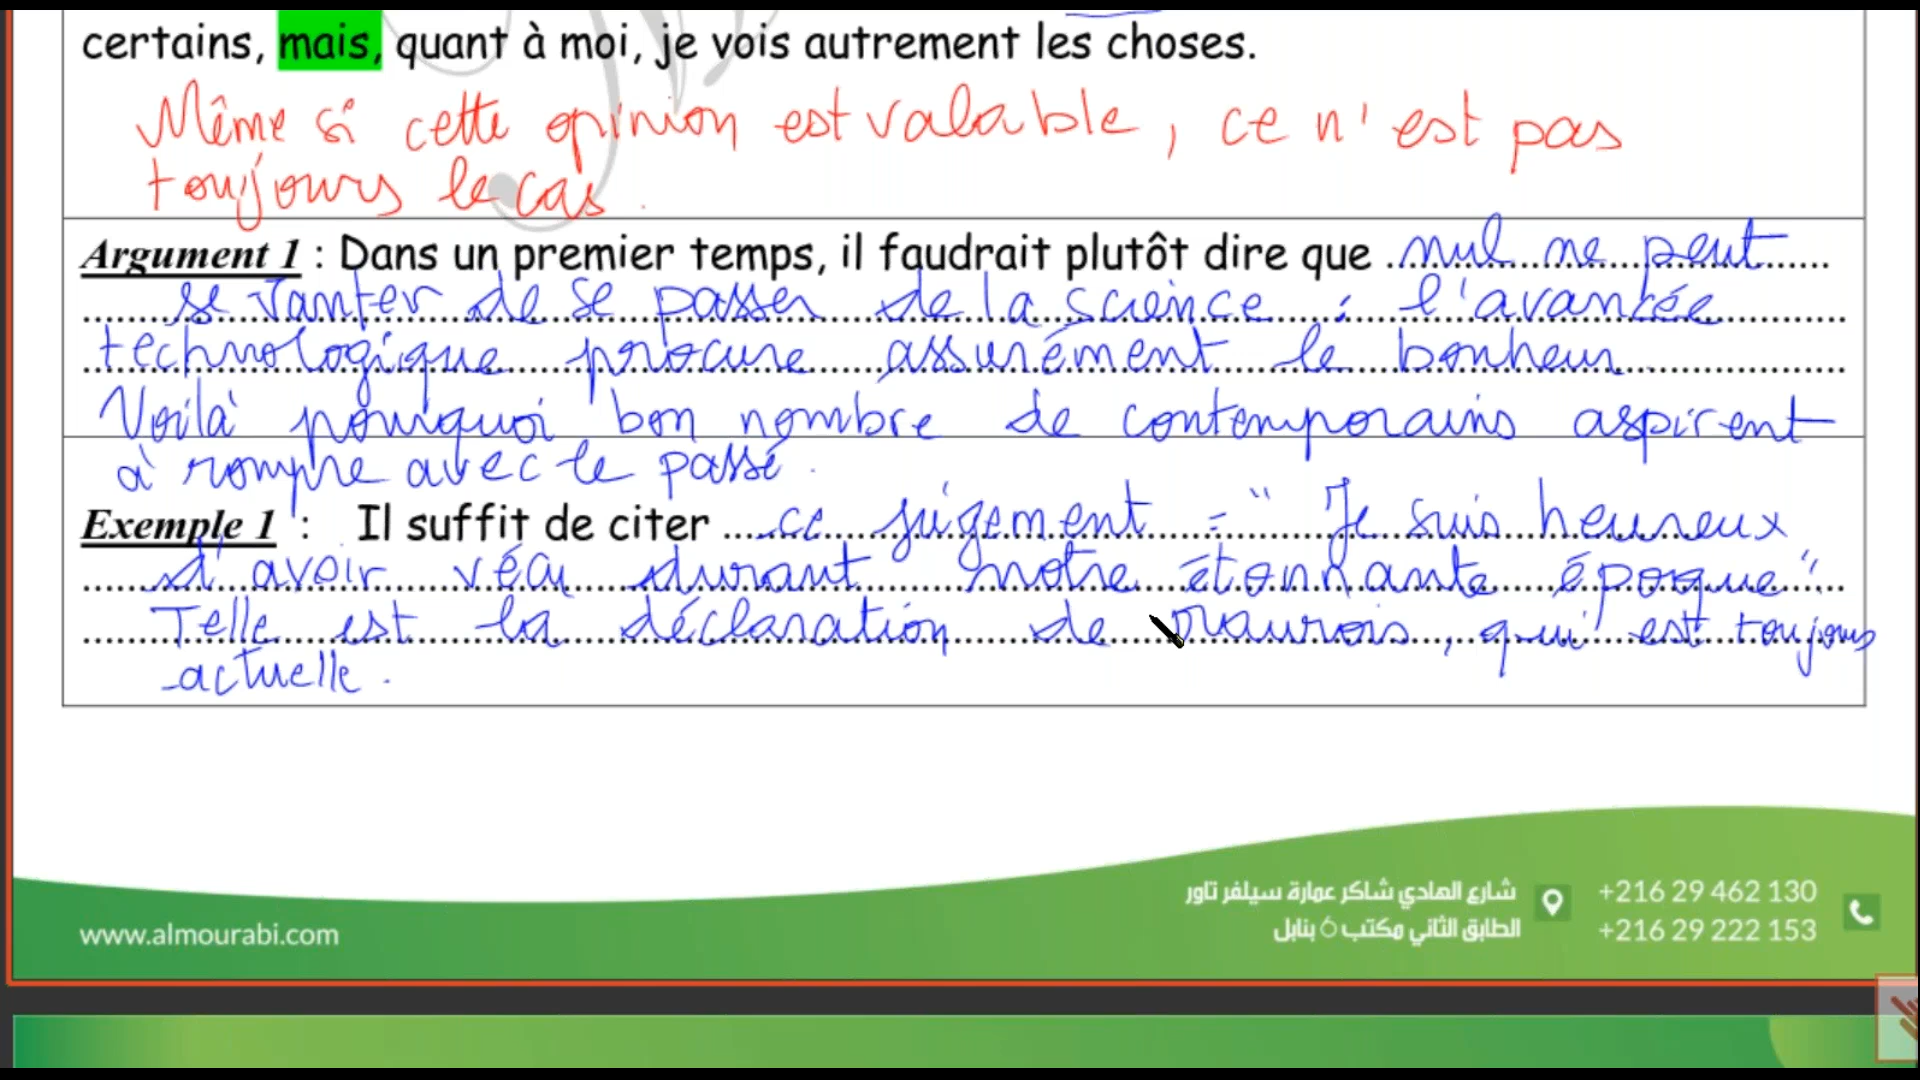 certains, mais, quant à moi, je vois autrement les choses.
Même si cette opinion est valable, ce n'est pas
toujours le cas.
Argument 1 : Dans un premier temps, il faudrait plutôt dire que nul ne peut
se vanter de se passer de la science : l'avancée
technologique procure assurément le bonheur
Voilà pourquoi bon nombre de contemporains aspirent
à rompre avec le passé.
Exemple 1 : Il suffit de citer ce jugement : "Je suis heureux
d'avoir vécu durant notre étonnante époque"
Telle est la déclaration de Maurois, qui est toujours
actuelle.
www.almourabi.com
شارع الهادي شاكر عمارة سيلفر تاور
الطابق الثاني مكتب 6 بنابل
+216 29 462 130
+216 29 222 153